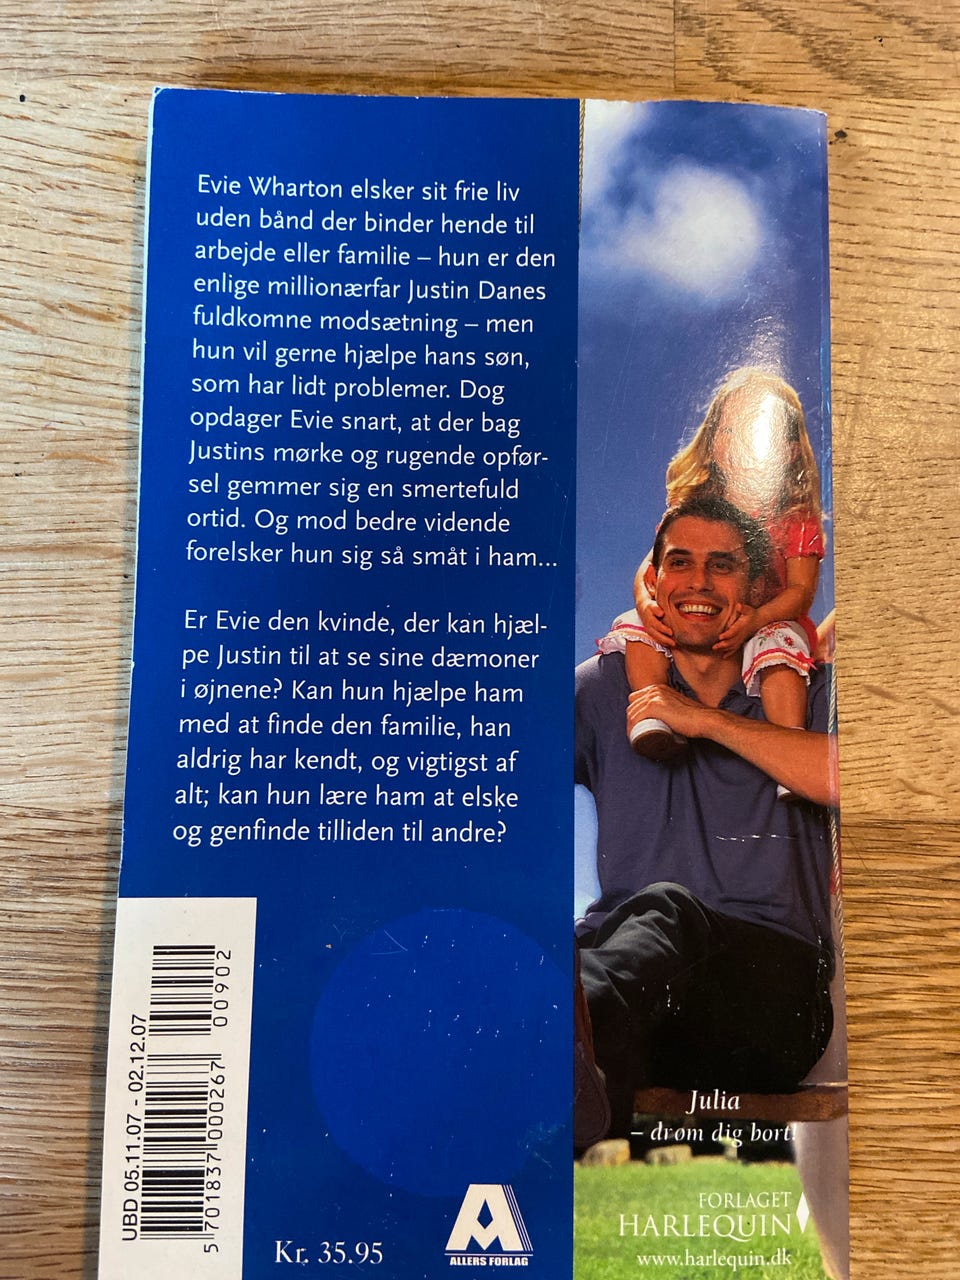 Evie Wharton elsker sit frie liv
uden bånd der binder hende til
arbejde eller familie – hun er den
enlige millionærfar Justin Danes
fuldkomne modsætning – men
hun vil gerne hjælpe hans søn,
som har lidt problemer. Dog
opdager Evie snart, at der bag
Justins mørke og rugende opfør-
sel gemmer sig en smertefuld
ortid. Og mod bedre vidende
forelsker hun sig så småt i ham...
Er Evie den kvinde, der kan hjæl-
pe Justin til at se sine dæmoner
i øjnene? Kan hun hjælpe ham
med at finde den familie, han
aldrig har kendt, og vigtigst af
alt; kan hun lære ham at elske
og genfinde tilliden til andre?
UBD 05.11.07 - 02.12.07
5 701837 000267
00902
Kr. 35.95
A
ALLERS FORLAG
Julia
– drøm dig bort!
FORLAGET
HARLEQUIN
www.harlequin.dk